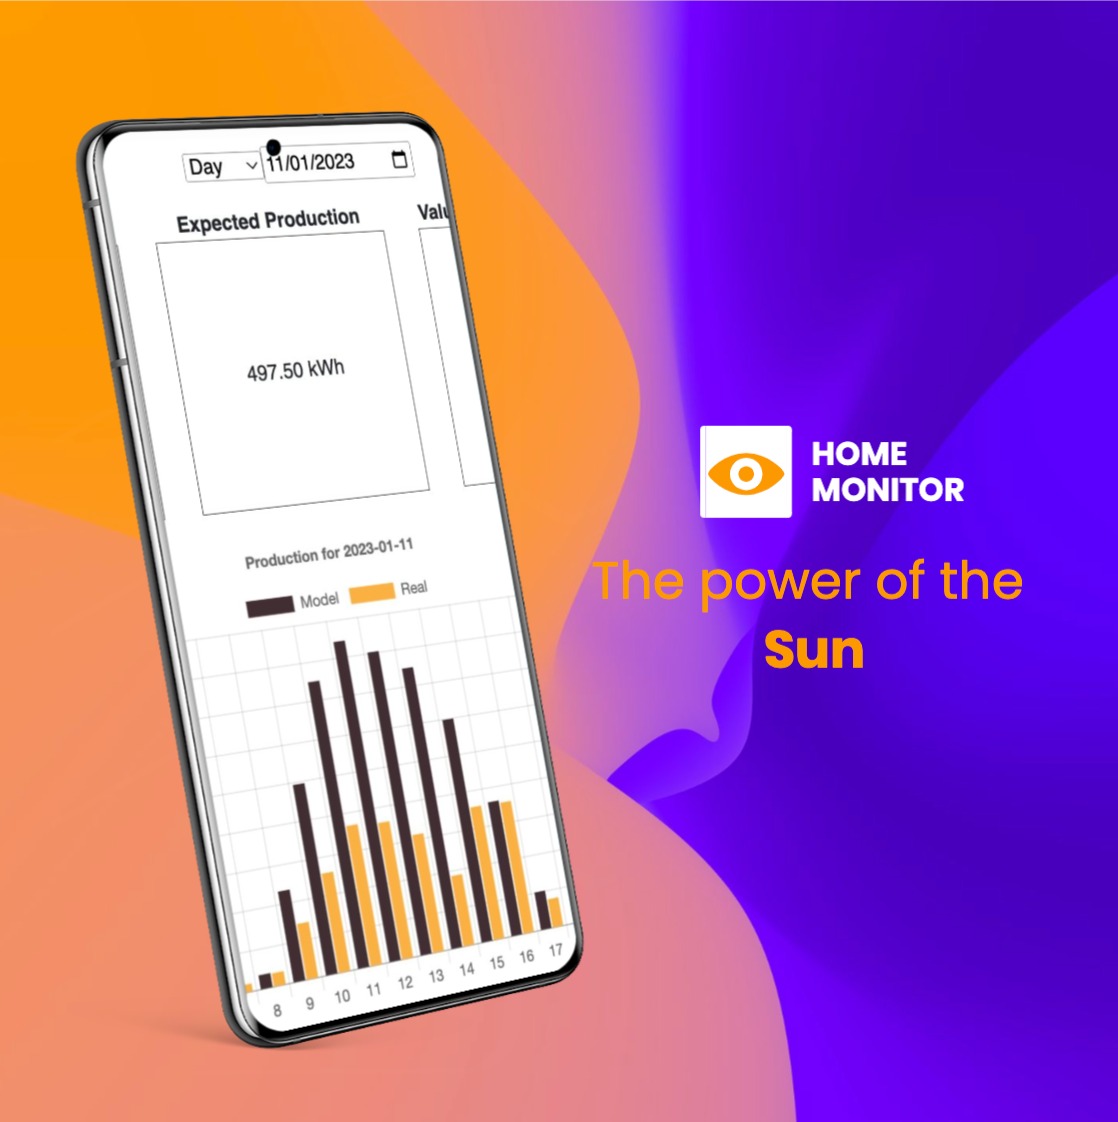 Day 11/01/2023
Expected Production
Valu
497.50 kWh
Production for 2023-01-11
Model Real
8 9 10 11 12 13 14 15 16 17
HOME
MONITOR
The power of the
Sun